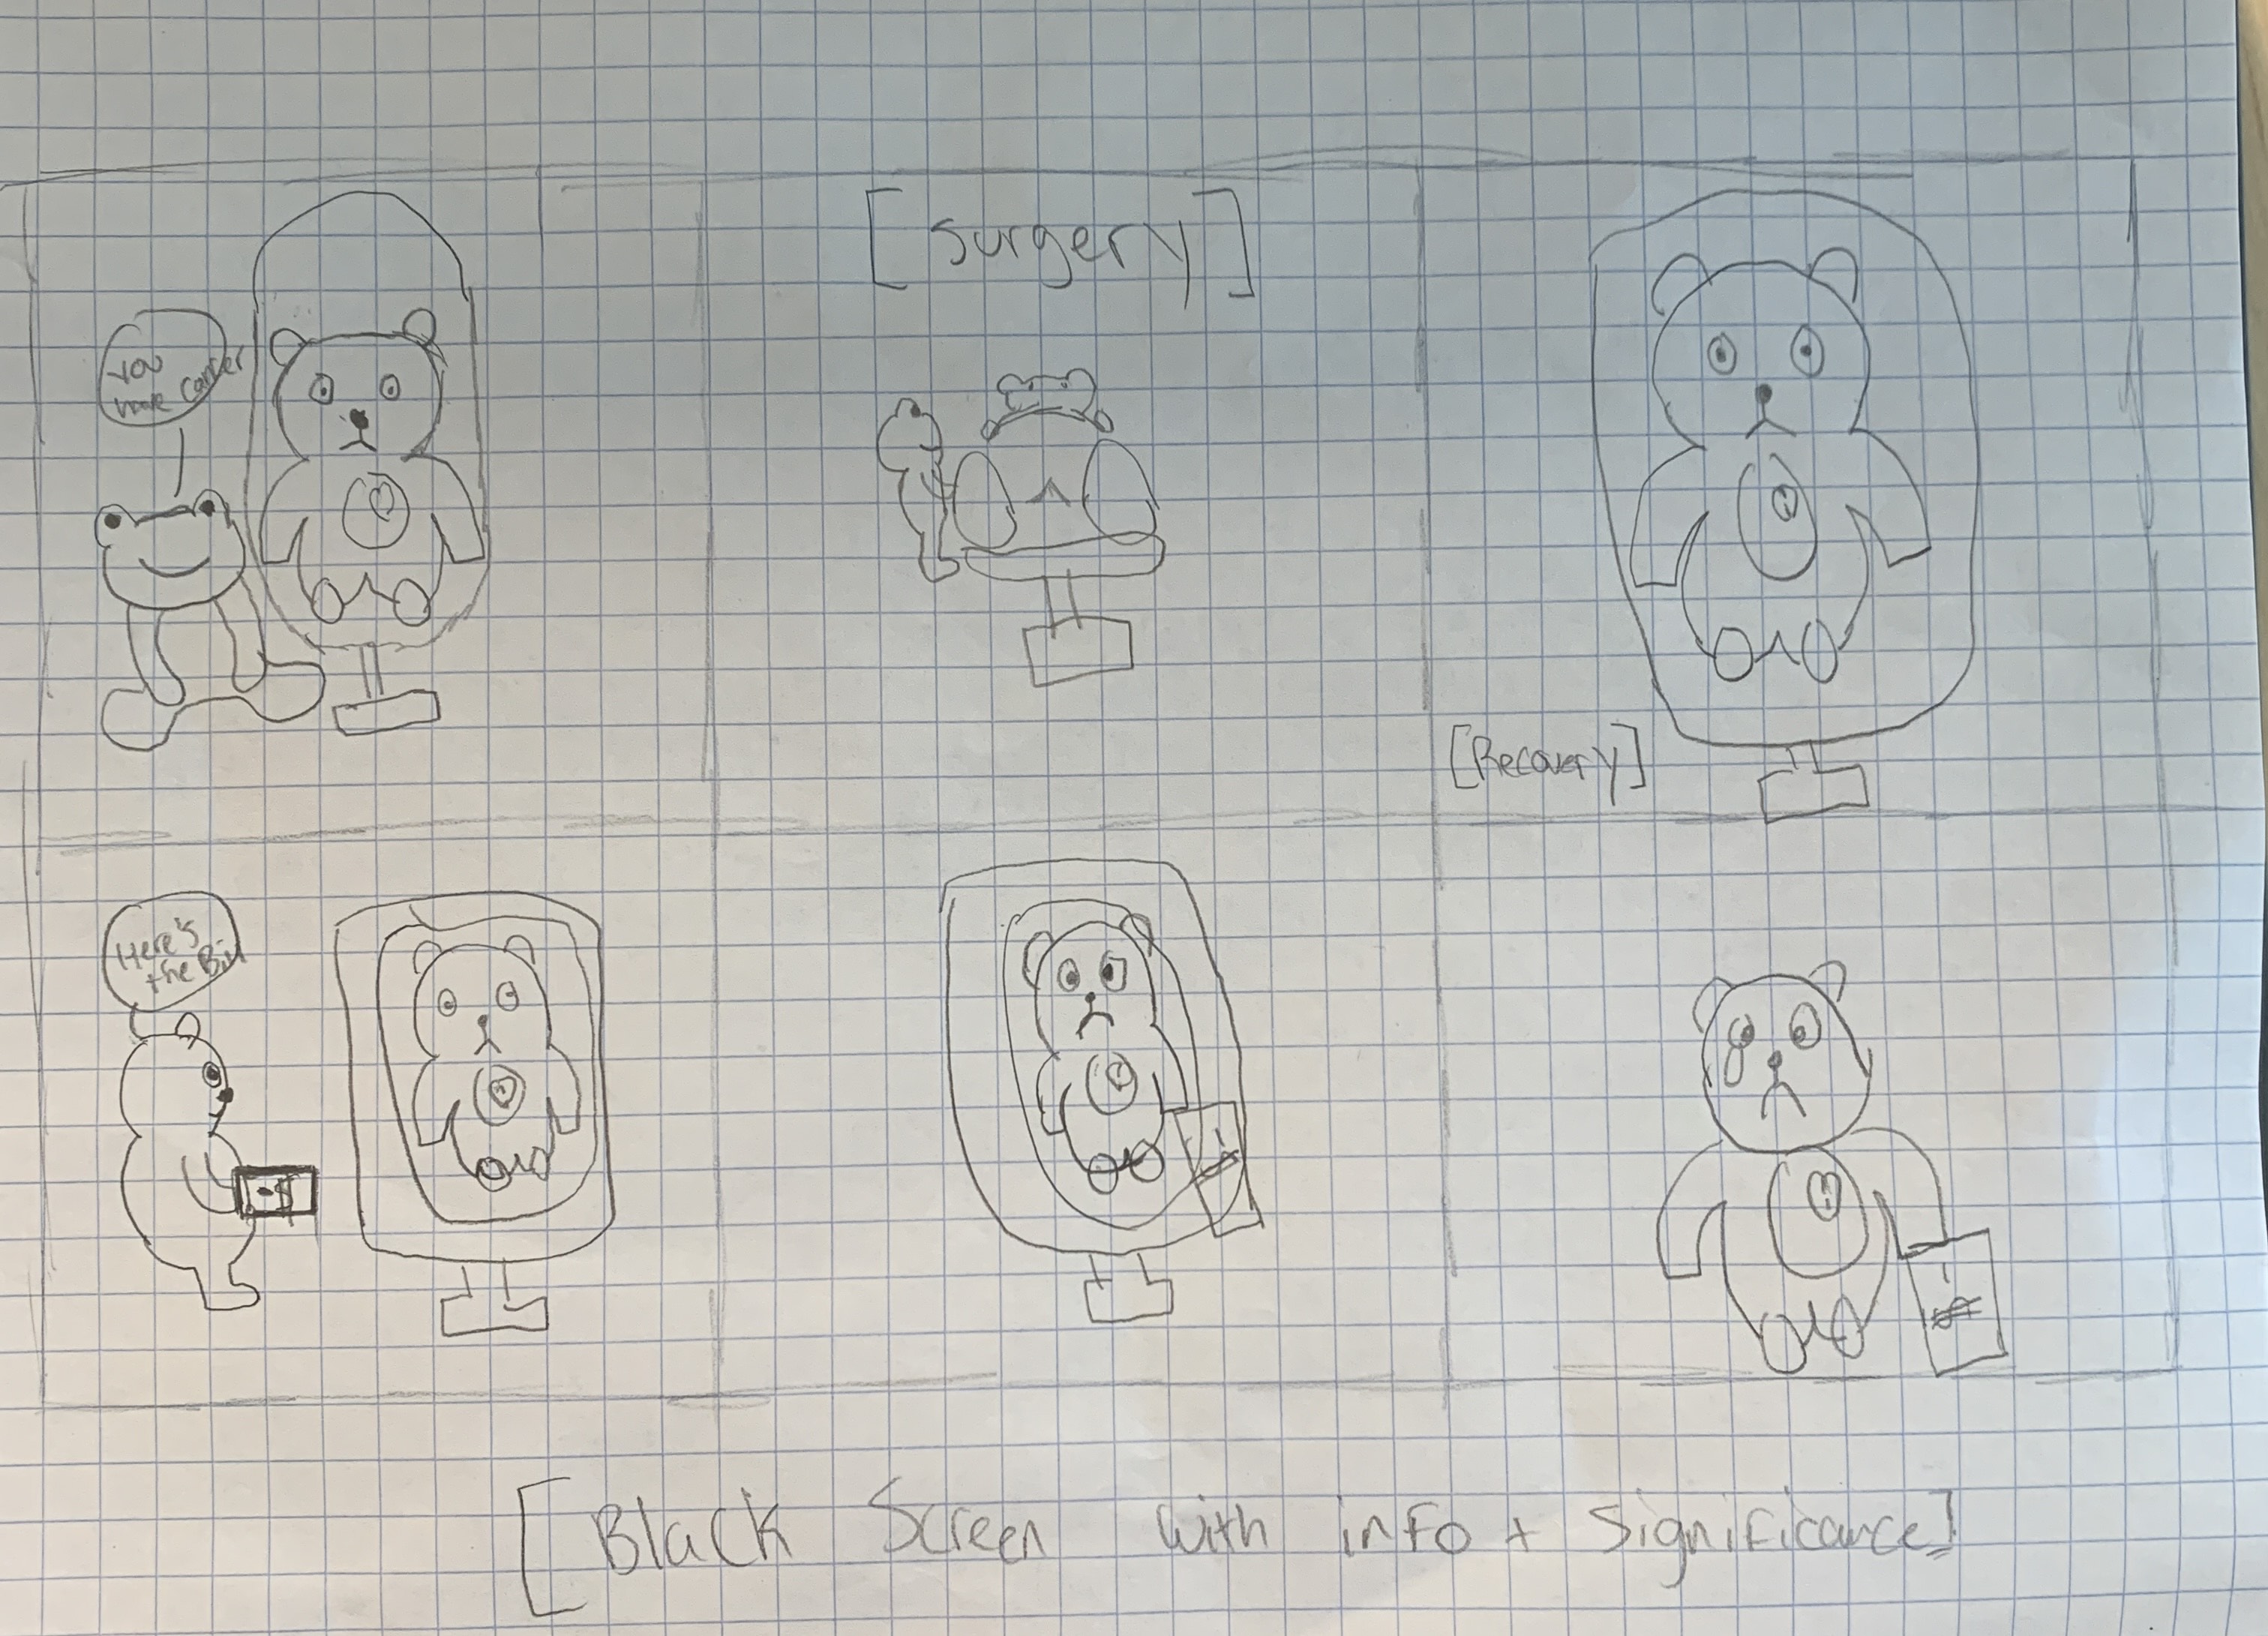 You
have cancer
[Surgery]
[Recovery]
Here's
the Bill
-$
$
$
[Black Screen with info + Significance]